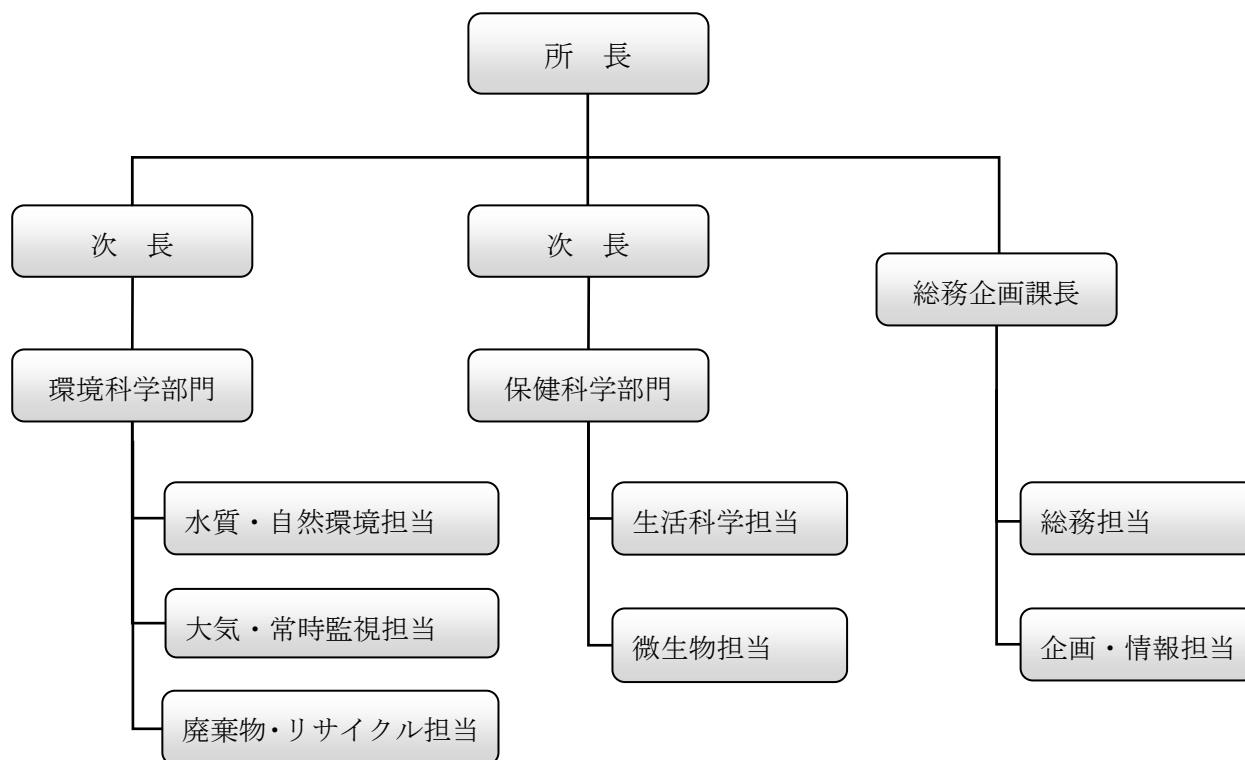 所　長
次　長
次　長
総務企画課長
環境科学部門
保健科学部門
水質・自然環境担当
生活科学担当
総務担当
大気・常時監視担当
微生物担当
企画・情報担当
廃棄物・リサイクル担当